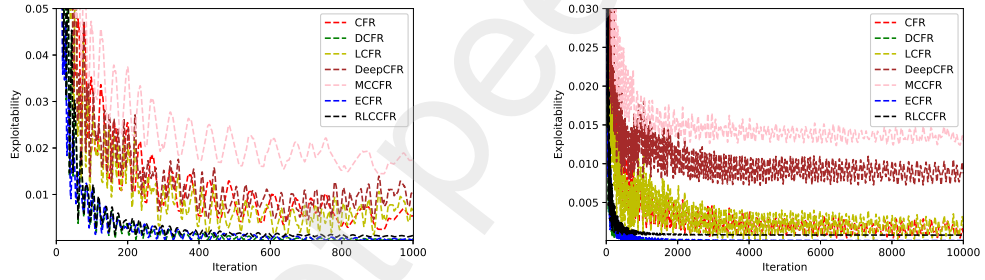 0.05
0.04
0.03
0.02
0.01
Exploitability
0
200
400
600
800
1000
Iteration
CFR
DCFR
LCFR
DeepCFR
MCCFR
ECFR
RLCCFR
0.030
0.025
0.020
0.015
0.010
0.005
Exploitability
0
2000
4000
6000
8000
10000
Iteration
CFR
DCFR
LCFR
DeepCFR
MCCFR
ECFR
RLCCFR